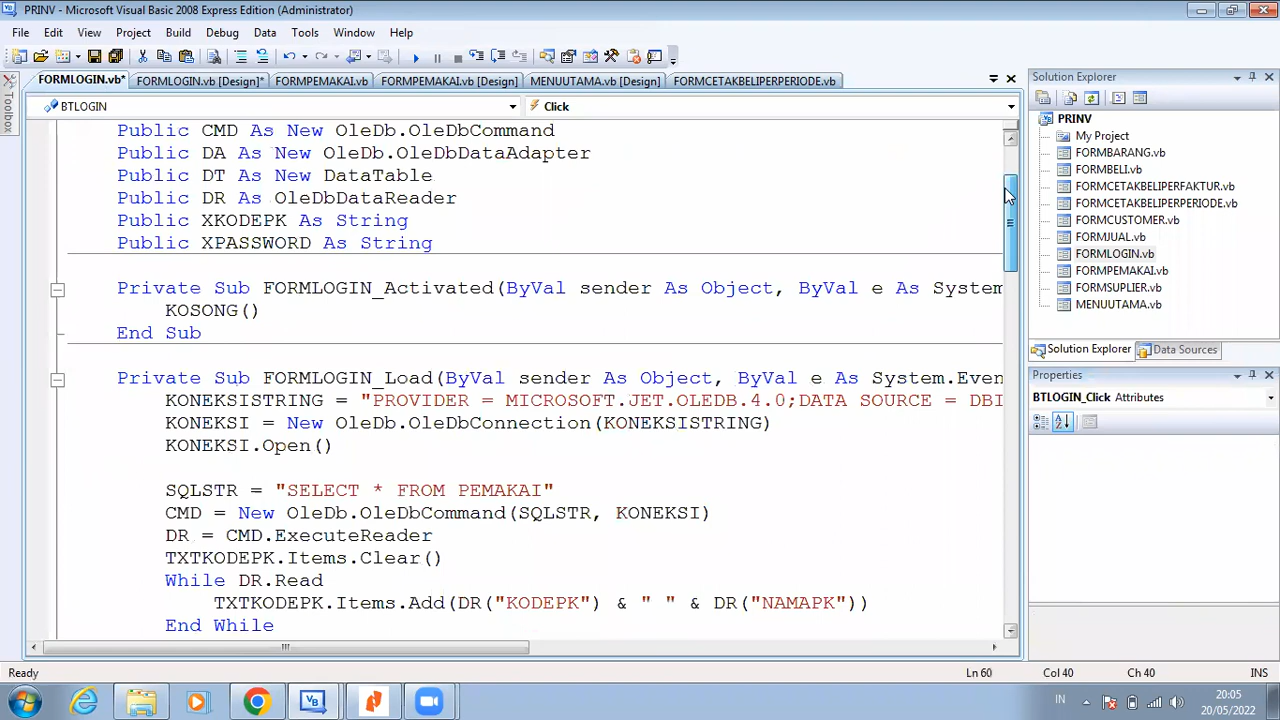 PRINV - Microsoft Visual Basic 2008 Express Edition (Administrator)
File Edit View Project Build Debug Data Tools Window Help
FORMLOGIN.vb* FORMLOGIN.vb [Design]* FORMPEMAKAI.vb FORMPEMAKAI.vb [Design] MENUUTAMA.vb [Design] FORMCETAKBELIPERPERIODE.vb
Toolbox
BTLOGIN Click
Public CMD As New OleDb.OleDbCommand
Public DA As New OleDb.OleDbDataAdapter
Public DT As New DataTable
Public DR As OleDbDataReader
Public XKODEPK As String
Public XPASSWORD As String
Private Sub FORMLOGIN_Activated(ByVal sender As Object, ByVal e As System
KOSONG()
End Sub
Private Sub FORMLOGIN_Load(ByVal sender As Object, ByVal e As System.Even
KONEKSISTRING = "PROVIDER = MICROSOFT.JET.OLEDB.4.0;DATA SOURCE = DBI
KONEKSI = New OleDb.OleDbConnection(KONEKSISTRING)
KONEKSI.Open()
SQLSTR = "SELECT * FROM PEMAKAI"
CMD = New OleDb.OleDbCommand(SQLSTR, KONEKSI)
DR = CMD.ExecuteReader
TXTKODEPK.Items.Clear()
While DR.Read
TXTKODEPK.Items.Add(DR("KODEPK") & " " & DR("NAMAPK"))
End While
Solution Explorer
PRINV
My Project
FORMBARANG.vb
FORMBELI.vb
FORMCETAKBELIPERFAKTUR.vb
FORMCETAKBELIPERPERIODE.vb
FORMCUSTOMER.vb
FORMJUAL.vb
FORMLOGIN.vb
FORMPEMAKAI.vb
FORMSUPLIER.vb
MENUUTAMA.vb
Solution Explorer Data Sources
Properties
BTLOGIN_Click Attributes
Ready Ln 60 Col 40 Ch 40 INS
IN 20:05
20/05/2022